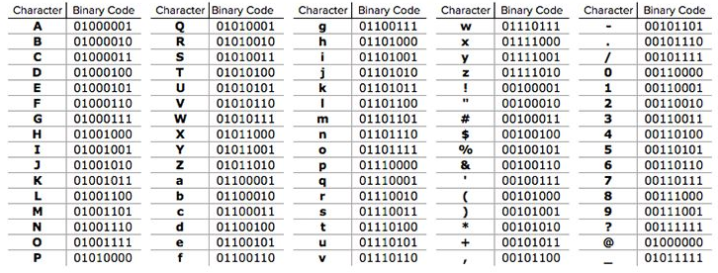 Character Binary Code Character Binary Code Character Binary Code Character Binary Code Character Binary Code
A 01000001 Q 01010001 g 01100111 w 01110111 - 00101101
B 01000010 R 01010010 h 01101000 x 01111000 . 00101110
C 01000011 S 01010011 i 01101001 y 01111001 / 00101111
D 01000100 T 01010100 j 01101010 z 01111010 0 00110000
E 01000101 U 01010101 k 01101011 ! 00100001 1 00110001
F 01000110 V 01010110 l 01101100 " 00100010 2 00110010
G 01000111 W 01010111 m 01101101 # 00100011 3 00110011
H 01001000 X 01011000 n 01101110 $ 00100100 4 00110100
I 01001001 Y 01011001 o 01101111 % 00100101 5 00110101
J 01001010 Z 01011010 p 01110000 & 00100110 6 00110110
K 01001011 a 01100001 q 01110001 ' 00100111 7 00110111
L 01001100 b 01100010 r 01110010 ( 00101000 8 00111000
M 01001101 c 01100011 s 01110011 ) 00101001 9 00111001
N 01001110 d 01100100 t 01110100 * 00101010 ? 00111111
O 01001111 e 01100101 u 01110101 + 00101011 @ 01000000
P 01010000 f 01100110 v 01110110 , 00101100 _ 01011111